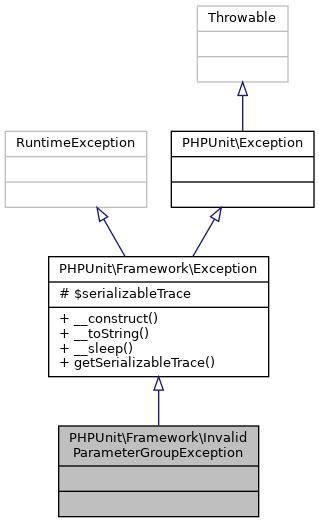 Throwable
RuntimeException
PHPUnit\Exception
PHPUnit\Framework\Exception
# $serializableTrace
+ __construct()
+ __toString()
+ __sleep()
+ getSerializableTrace()
PHPUnit\Framework\Invalid
ParameterGroupException